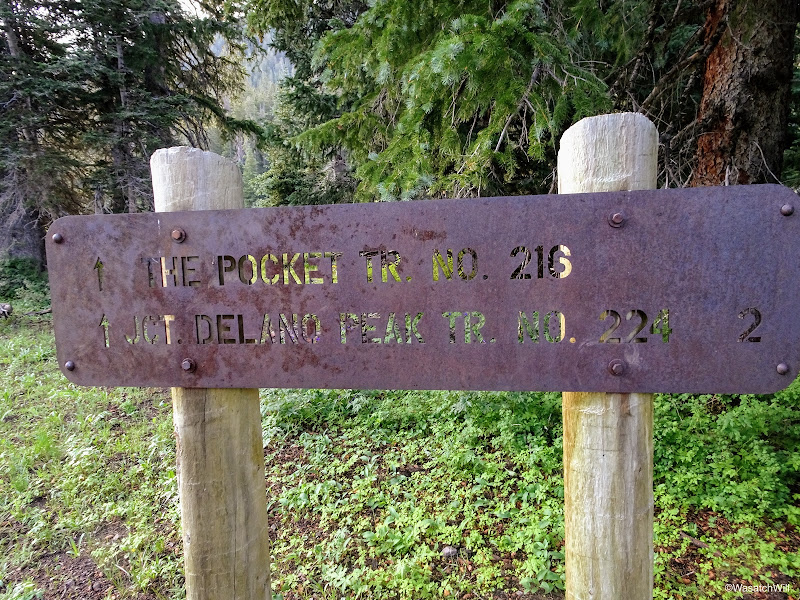 ↑ THE POCKET TR. NO. 216
↑ JCT. DELANO PEAK TR. NO. 224 2
©WasatchWill